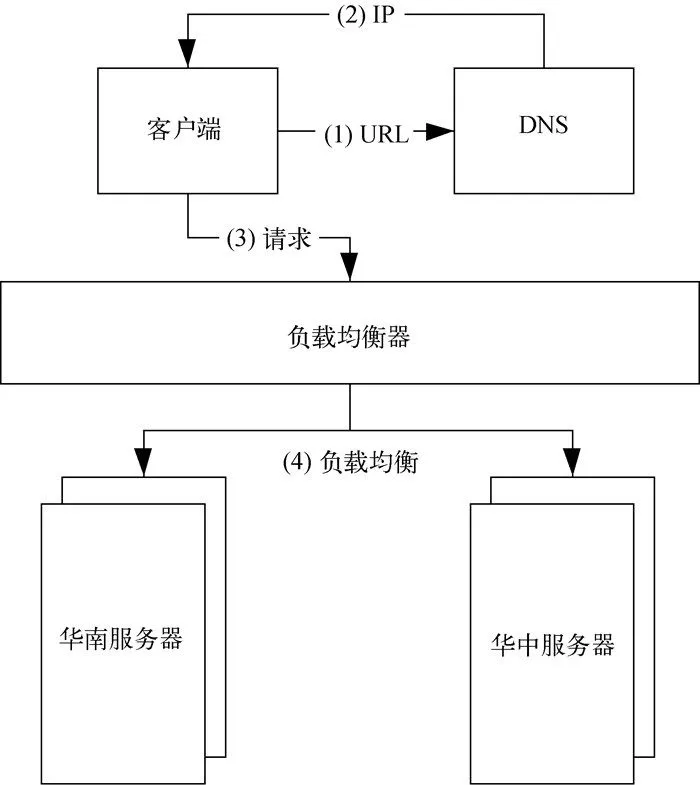 (2) IP
客户端
(1) URL
DNS
(3) 请求
负载均衡器
(4) 负载均衡
华南服务器
华中服务器